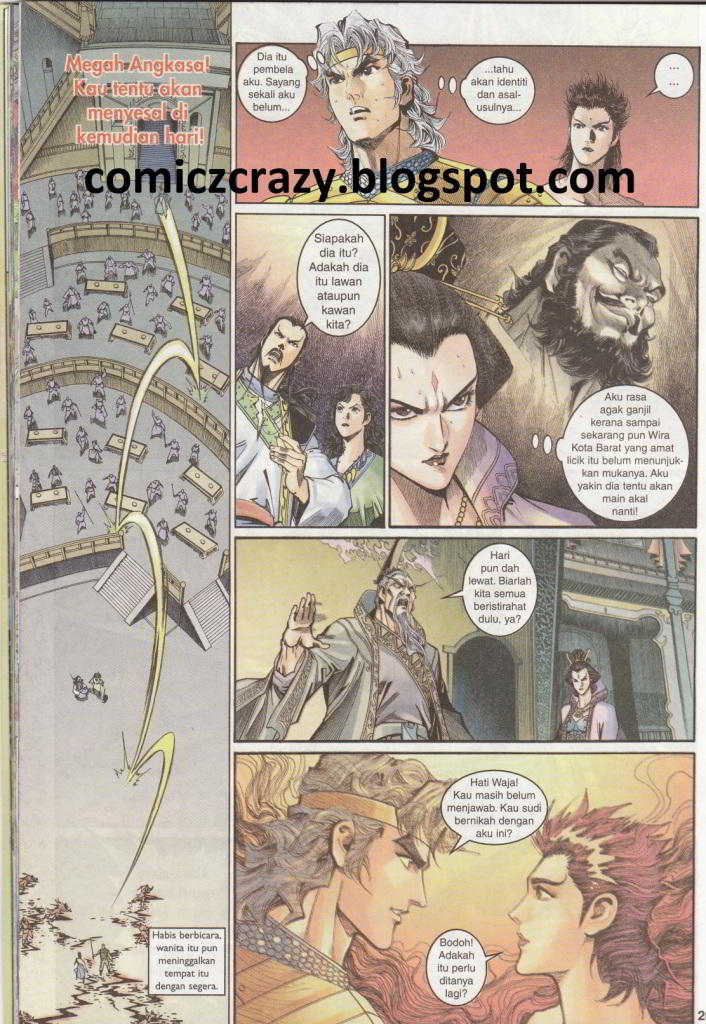 Megah Angkasa!
Kau tentu akan
menyesal di
kemudian hari!
Dia itu
pembela
aku. Sayang
sekali aku
belum...
...tahu
akan identiti
dan asal-
usulnya...
...
...
comiczcrazy.blogspot.com
Siapakah
dia itu?
Adakah dia
itu lawan
ataupun
kawan
kita?
Aku rasa
agak ganjil
kerana sampai
sekarang pun Wira
Kota Barat yang amat
licik itu belum menunjuk-
kan mukanya. Aku
yakin dia tentu akan
main akal
nanti!
Hari
pun dah
lewat. Biarlah
kita semua
beristirahat
dulu, ya?
Hati Waja!
Kau masih belum
menjawab. Kau sudi
bernikah dengan
aku ini?
Bodoh!
Adakah
itu perlu
ditanya
lagi?
Habis berbicara,
wanita itu pun
meninggalkan
tempat itu
dengan segera.